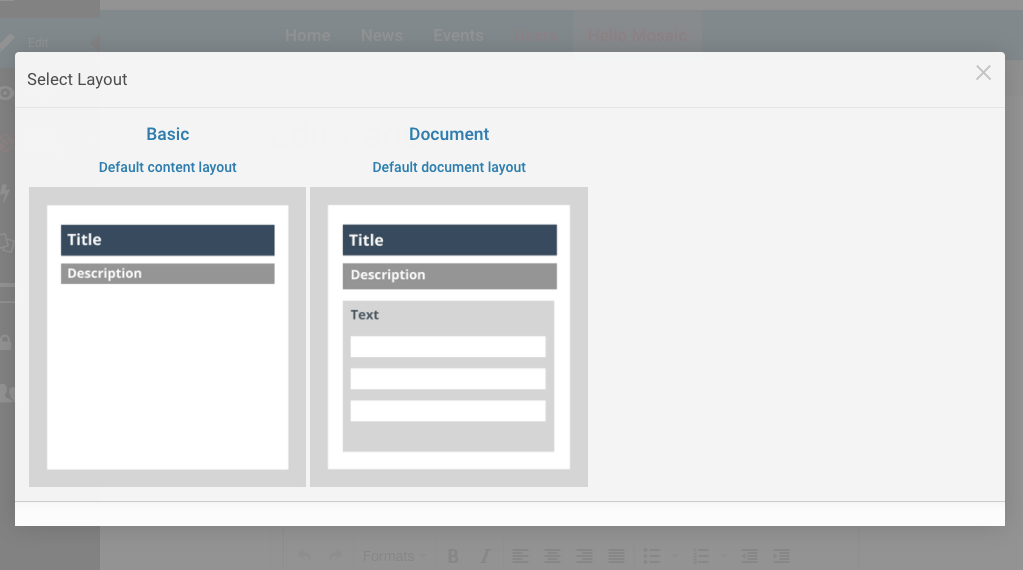 Home News Events Hello Mosaic
Edit
Select Layout
Basic
Default content layout
Title
Description
Document
Default document layout
Title
Description
Text
Formats